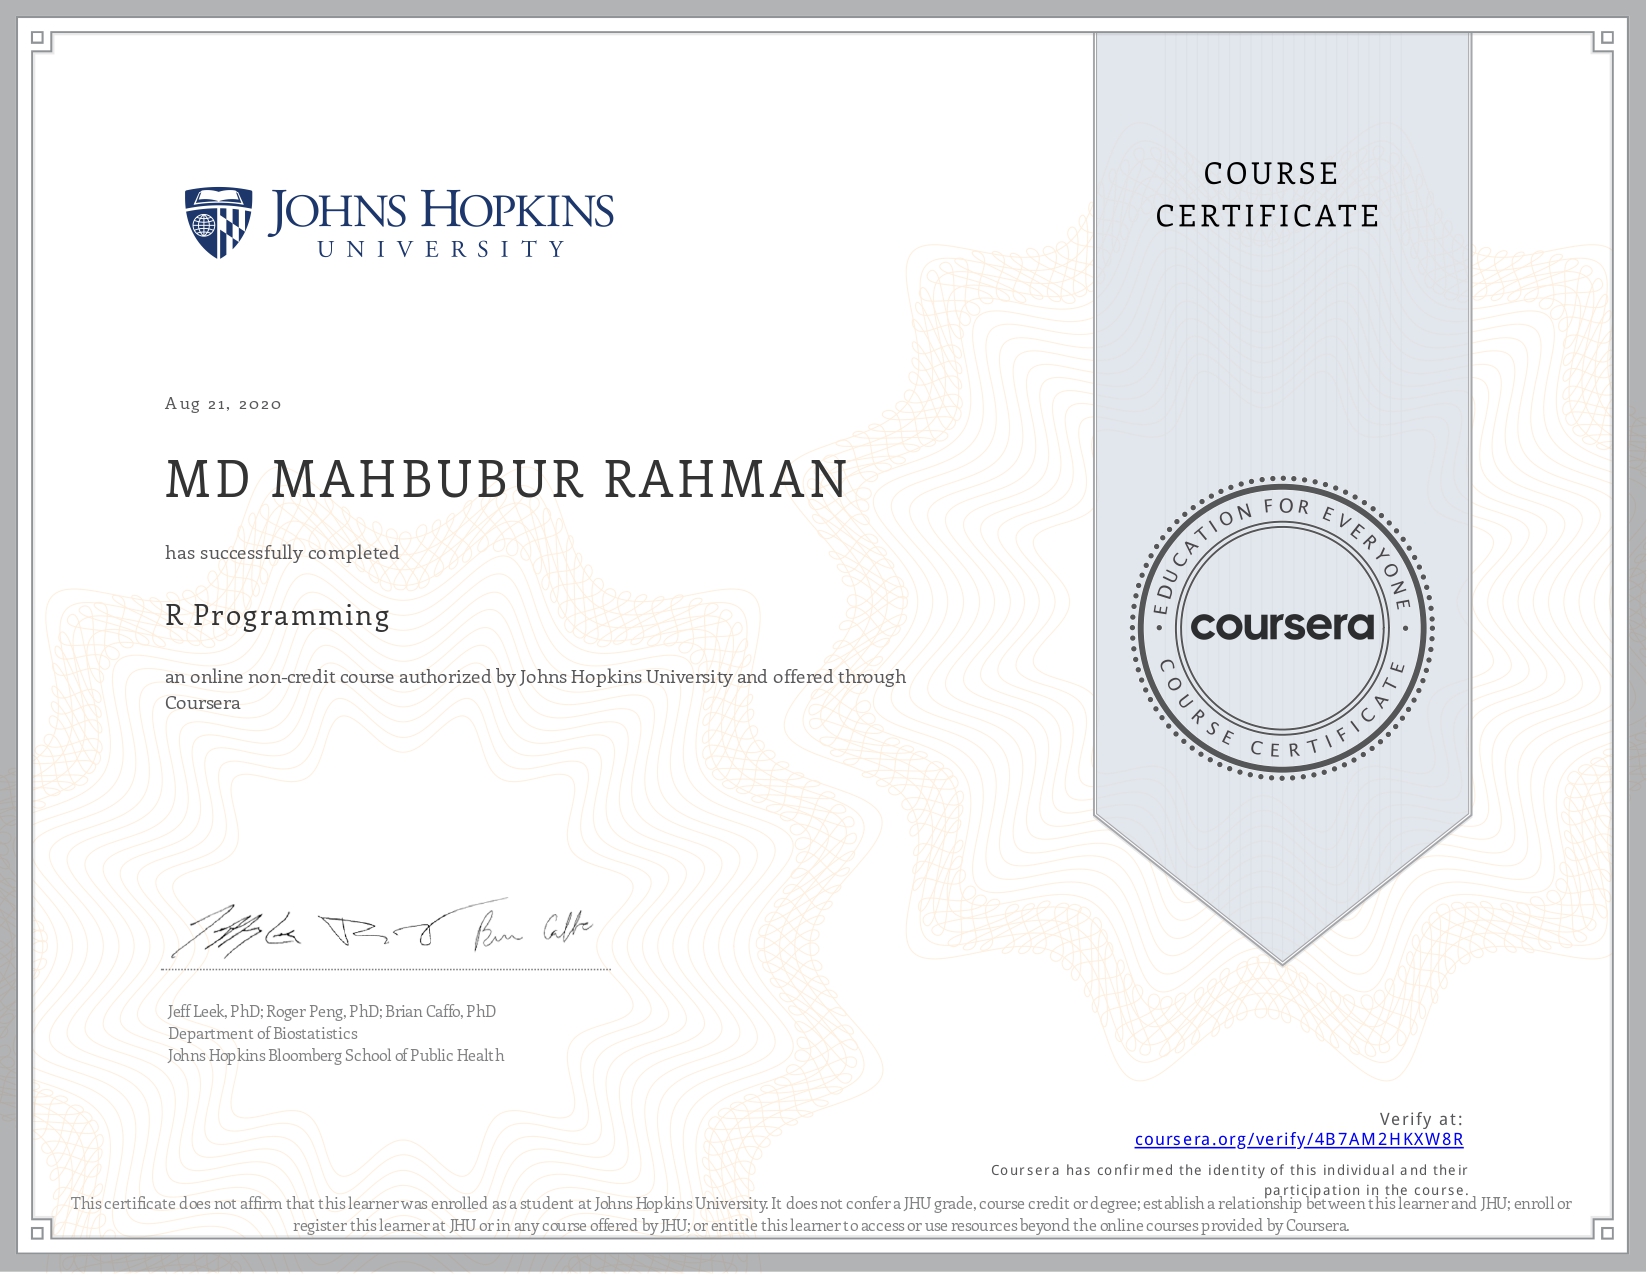 JOHNS HOPKINS
UNIVERSITY
COURSE
CERTIFICATE
Aug 21, 2020
MD MAHBUBUR RAHMAN
has successfully completed
R Programming
an online non-credit course authorized by Johns Hopkins University and offered through
Coursera
EDUCATION FOR EVERYONE
coursera
COURSE CERTIFICATE
Jeff Leek, PhD; Roger Peng, PhD; Brian Caffo, PhD
Department of Biostatistics
Johns Hopkins Bloomberg School of Public Health
Verify at:
coursera.org/verify/4B7AM2HKXW8R
Coursera has confirmed the identity of this individual and their
participation in the course.
This certificate does not affirm that this learner was enrolled as a student at Johns Hopkins University. It does not confer a JHU grade, course credit or degree; establish a relationship between this learner and JHU; enroll or
register this learner at JHU or in any course offered by JHU; or entitle this learner to access or use resources beyond the online courses provided by Coursera.